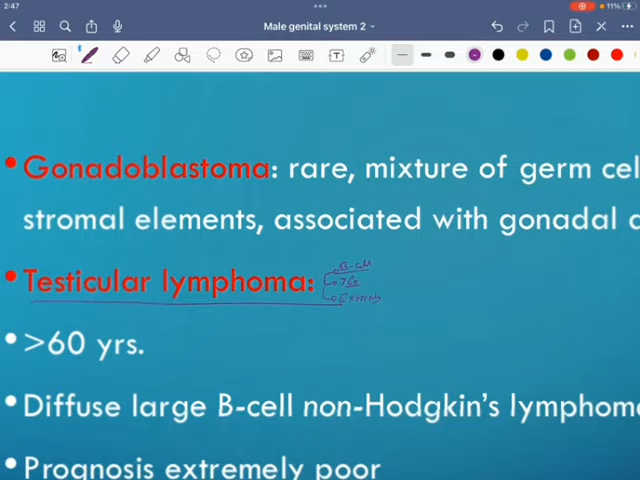 2:47
11%
Male genital system 2
• Gonadoblastoma: rare, mixture of germ cel
stromal elements, associated with gonadal
• Testicular lymphoma:
B-cell
• >60 yrs.
• Diffuse large B-cell non-Hodgkin's lymphom
• Prognosis extremely poor